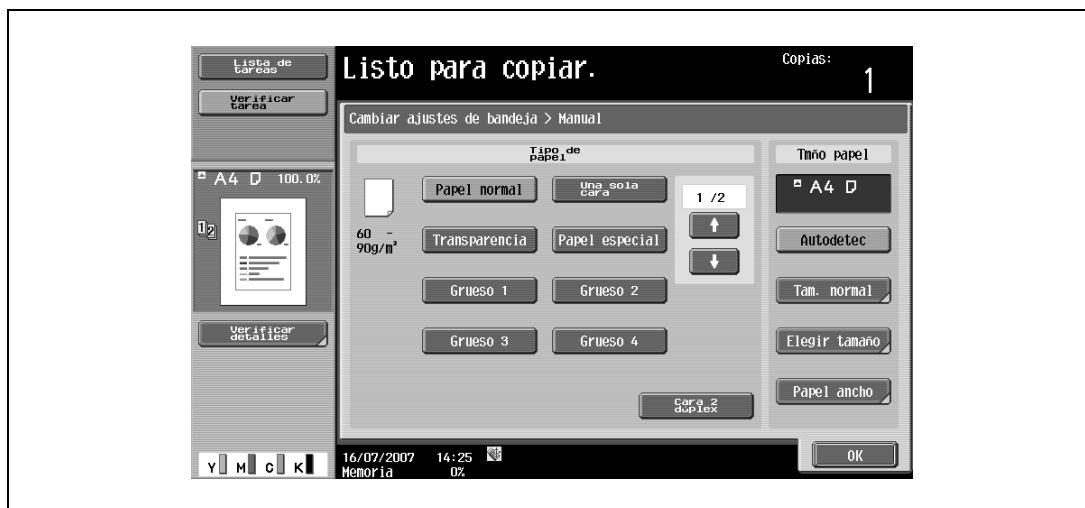 Lista de
tareas
Verificar
tarea
A4 100.0%
1 2
Verificar
detalles
Y M C K
Listo para copiar.
Copias:
1
Cambiar ajustes de bandeja > Manual
Tipo de
papel
60 -
90g/m²
Papel normal
Una sola
cara
Transparencia
Papel especial
Grueso 1
Grueso 2
Grueso 3
Grueso 4
1 /2
↑
↓
Cara 2
dúplex
Tmño papel
A4
Autodetec
Tam. normal
Elegir tamaño
Papel ancho
16/07/2007 14:25
Memoria 0%
OK